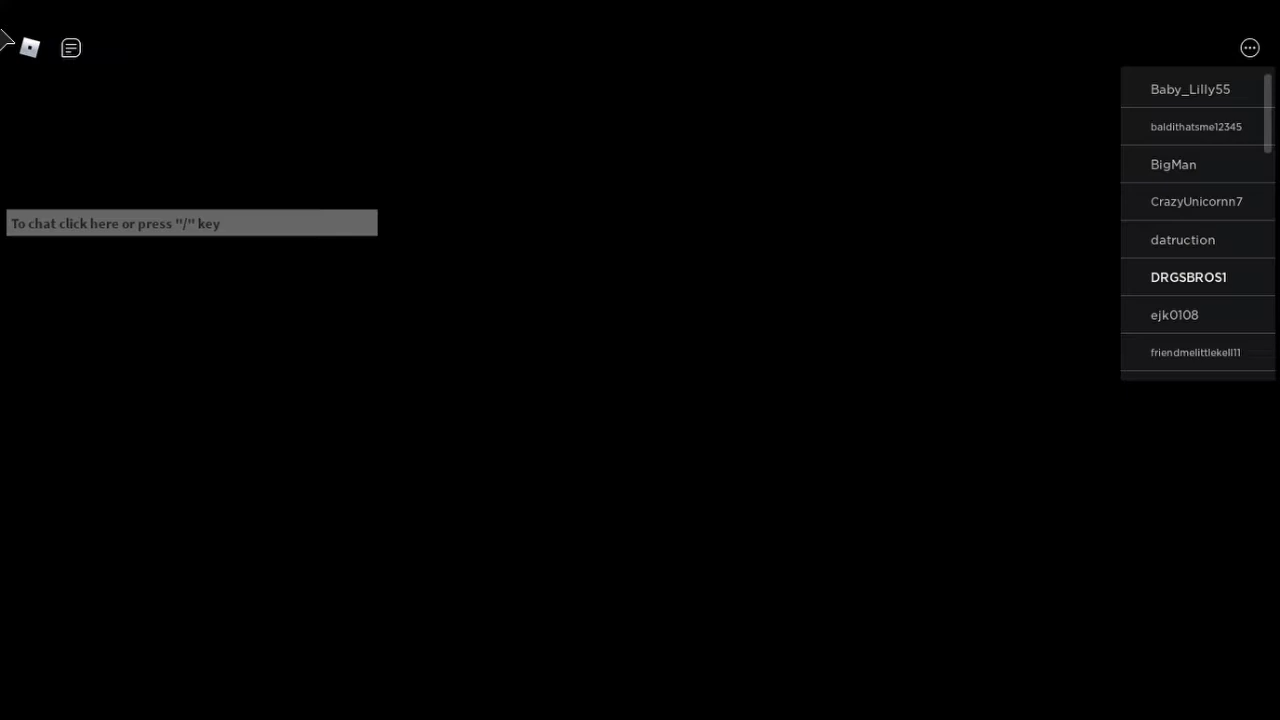 Baby_Lilly55
baldithatsme12345
BigMan
CrazyUnicornn7
To chat click here or press "/" key
datruction
DRGSBROS1
ejk0108
friendmelittlekell11